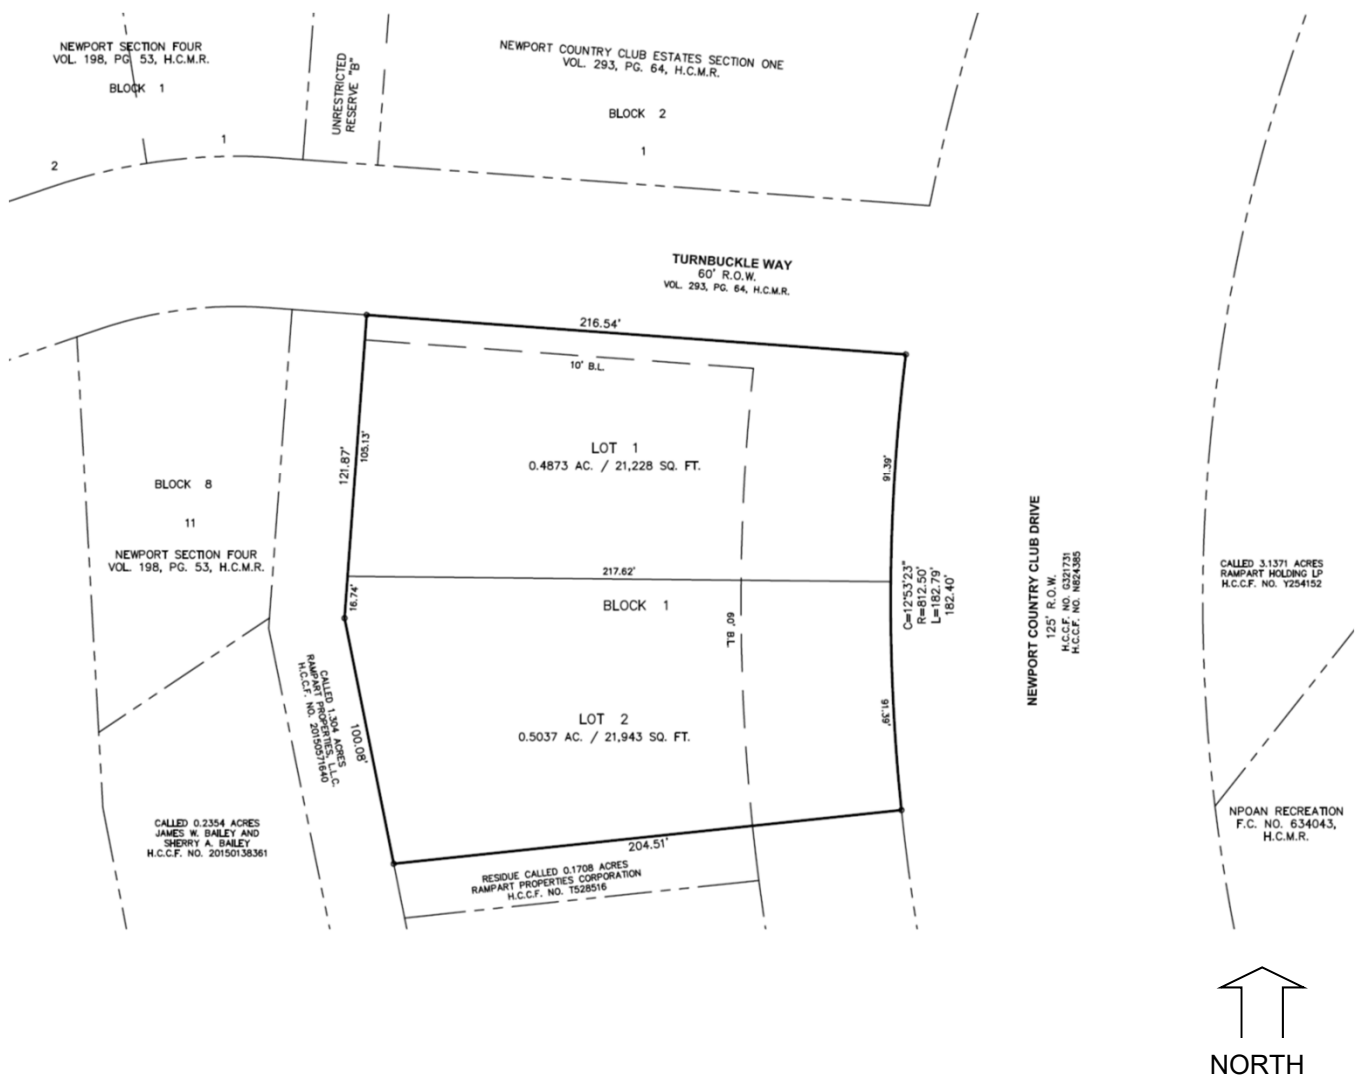 NEWPORT SECTION FOUR
VOL. 198, PG. 53, H.C.M.R.
BLOCK 1
1
2
UNRESTRICTED
RESERVE "B"
NEWPORT COUNTRY CLUB ESTATES SECTION ONE
VOL. 293, PG. 64, H.C.M.R.
BLOCK 2
1
TURNBUCKLE WAY
60' R.O.W.
VOL. 293, PG. 64, H.C.M.R.
216.54'
10' B.L.
LOT 1
0.4873 AC. / 21,228 SQ. FT.
121.87'
105.13'
91.39'
BLOCK 8
11
NEWPORT SECTION FOUR
VOL. 198, PG. 53, H.C.M.R.
217.62'
BLOCK 1
16.74'
60' B.L.
C=12°53'23"
R=812.50'
L=182.79'
182.40'
NEWPORT COUNTRY CLUB DRIVE
125' R.O.W.
H.C.C.F. NO. G321731
H.C.C.F. NO. N824385
CALLED 3.1371 ACRES
RAMPART HOLDING LP
H.C.C.F. NO. Y254152
CALLED 1.304 ACRES
RAMPART PROPERTIES, L.L.C.
H.C.C.F. NO. 20150571640
100.08'
LOT 2
0.5037 AC. / 21,943 SQ. FT.
91.39'
CALLED 0.2354 ACRES
JAMES W. BAILEY AND
SHERRY A. BAILEY
H.C.C.F. NO. 20150138361
204.51'
RESIDUE CALLED 0.1708 ACRES
RAMPART PROPERTIES CORPORATION
H.C.C.F. NO. T528516
NPOAN RECREATION
F.C. NO. 634043,
H.C.M.R.
NORTH